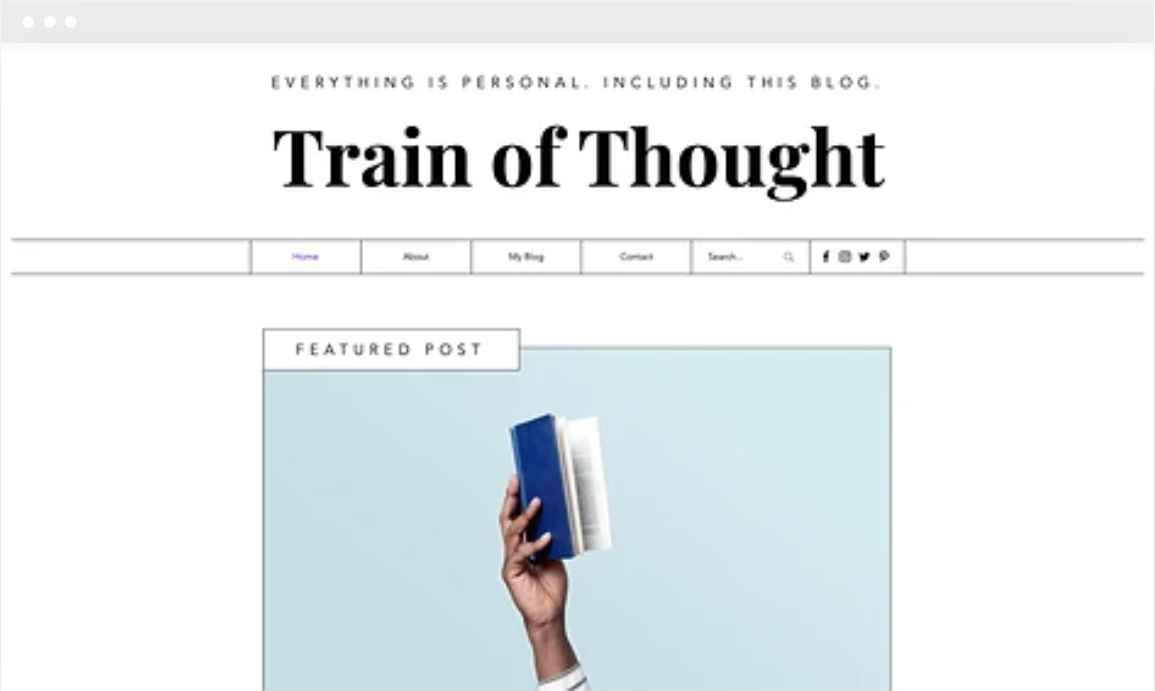 EVERYTHING IS PERSONAL. INCLUDING THIS BLOG.
Train of Thought
Home About My Blog Contact Search...
FEATURED POST